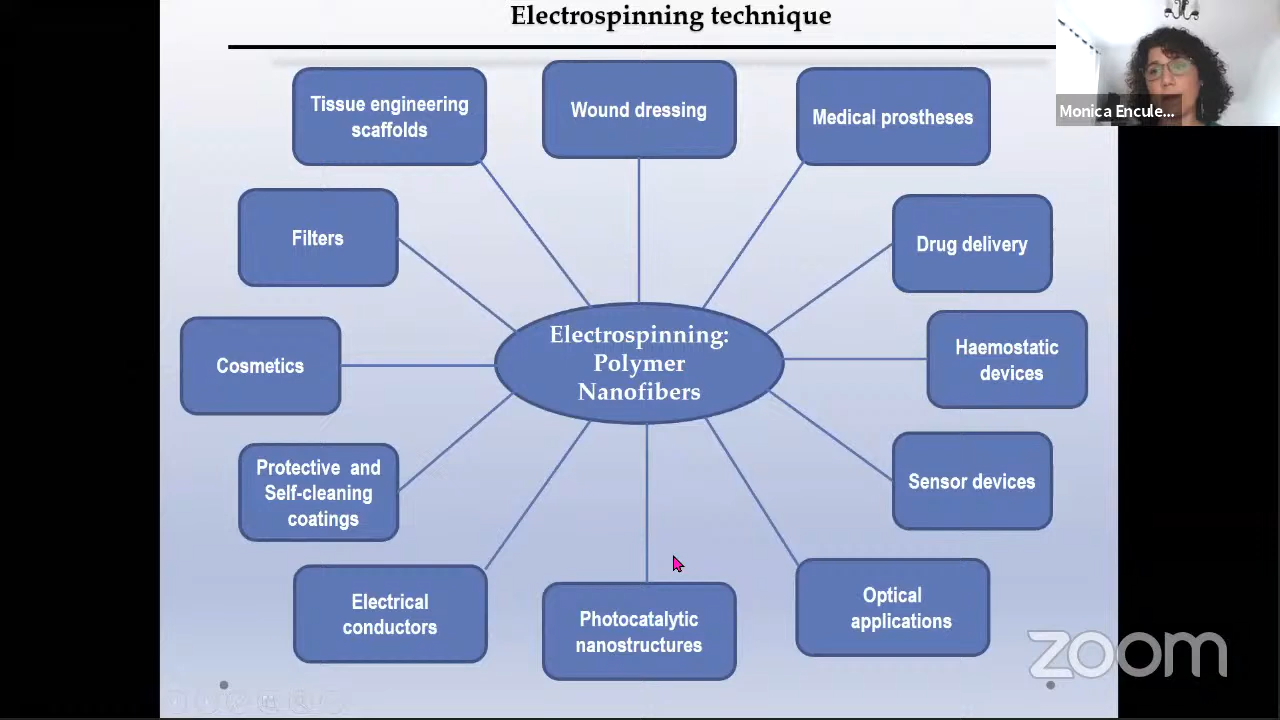 Electrospinning technique
Monica Encule...
Tissue engineering
scaffolds
Wound dressing
Medical prostheses
Filters
Drug delivery
Electrospinning:
Polymer
Nanofibers
Cosmetics
Haemostatic
devices
Protective and
Self-cleaning
coatings
Sensor devices
Electrical
conductors
Photocatalytic
nanostructures
Optical
applications
zoom